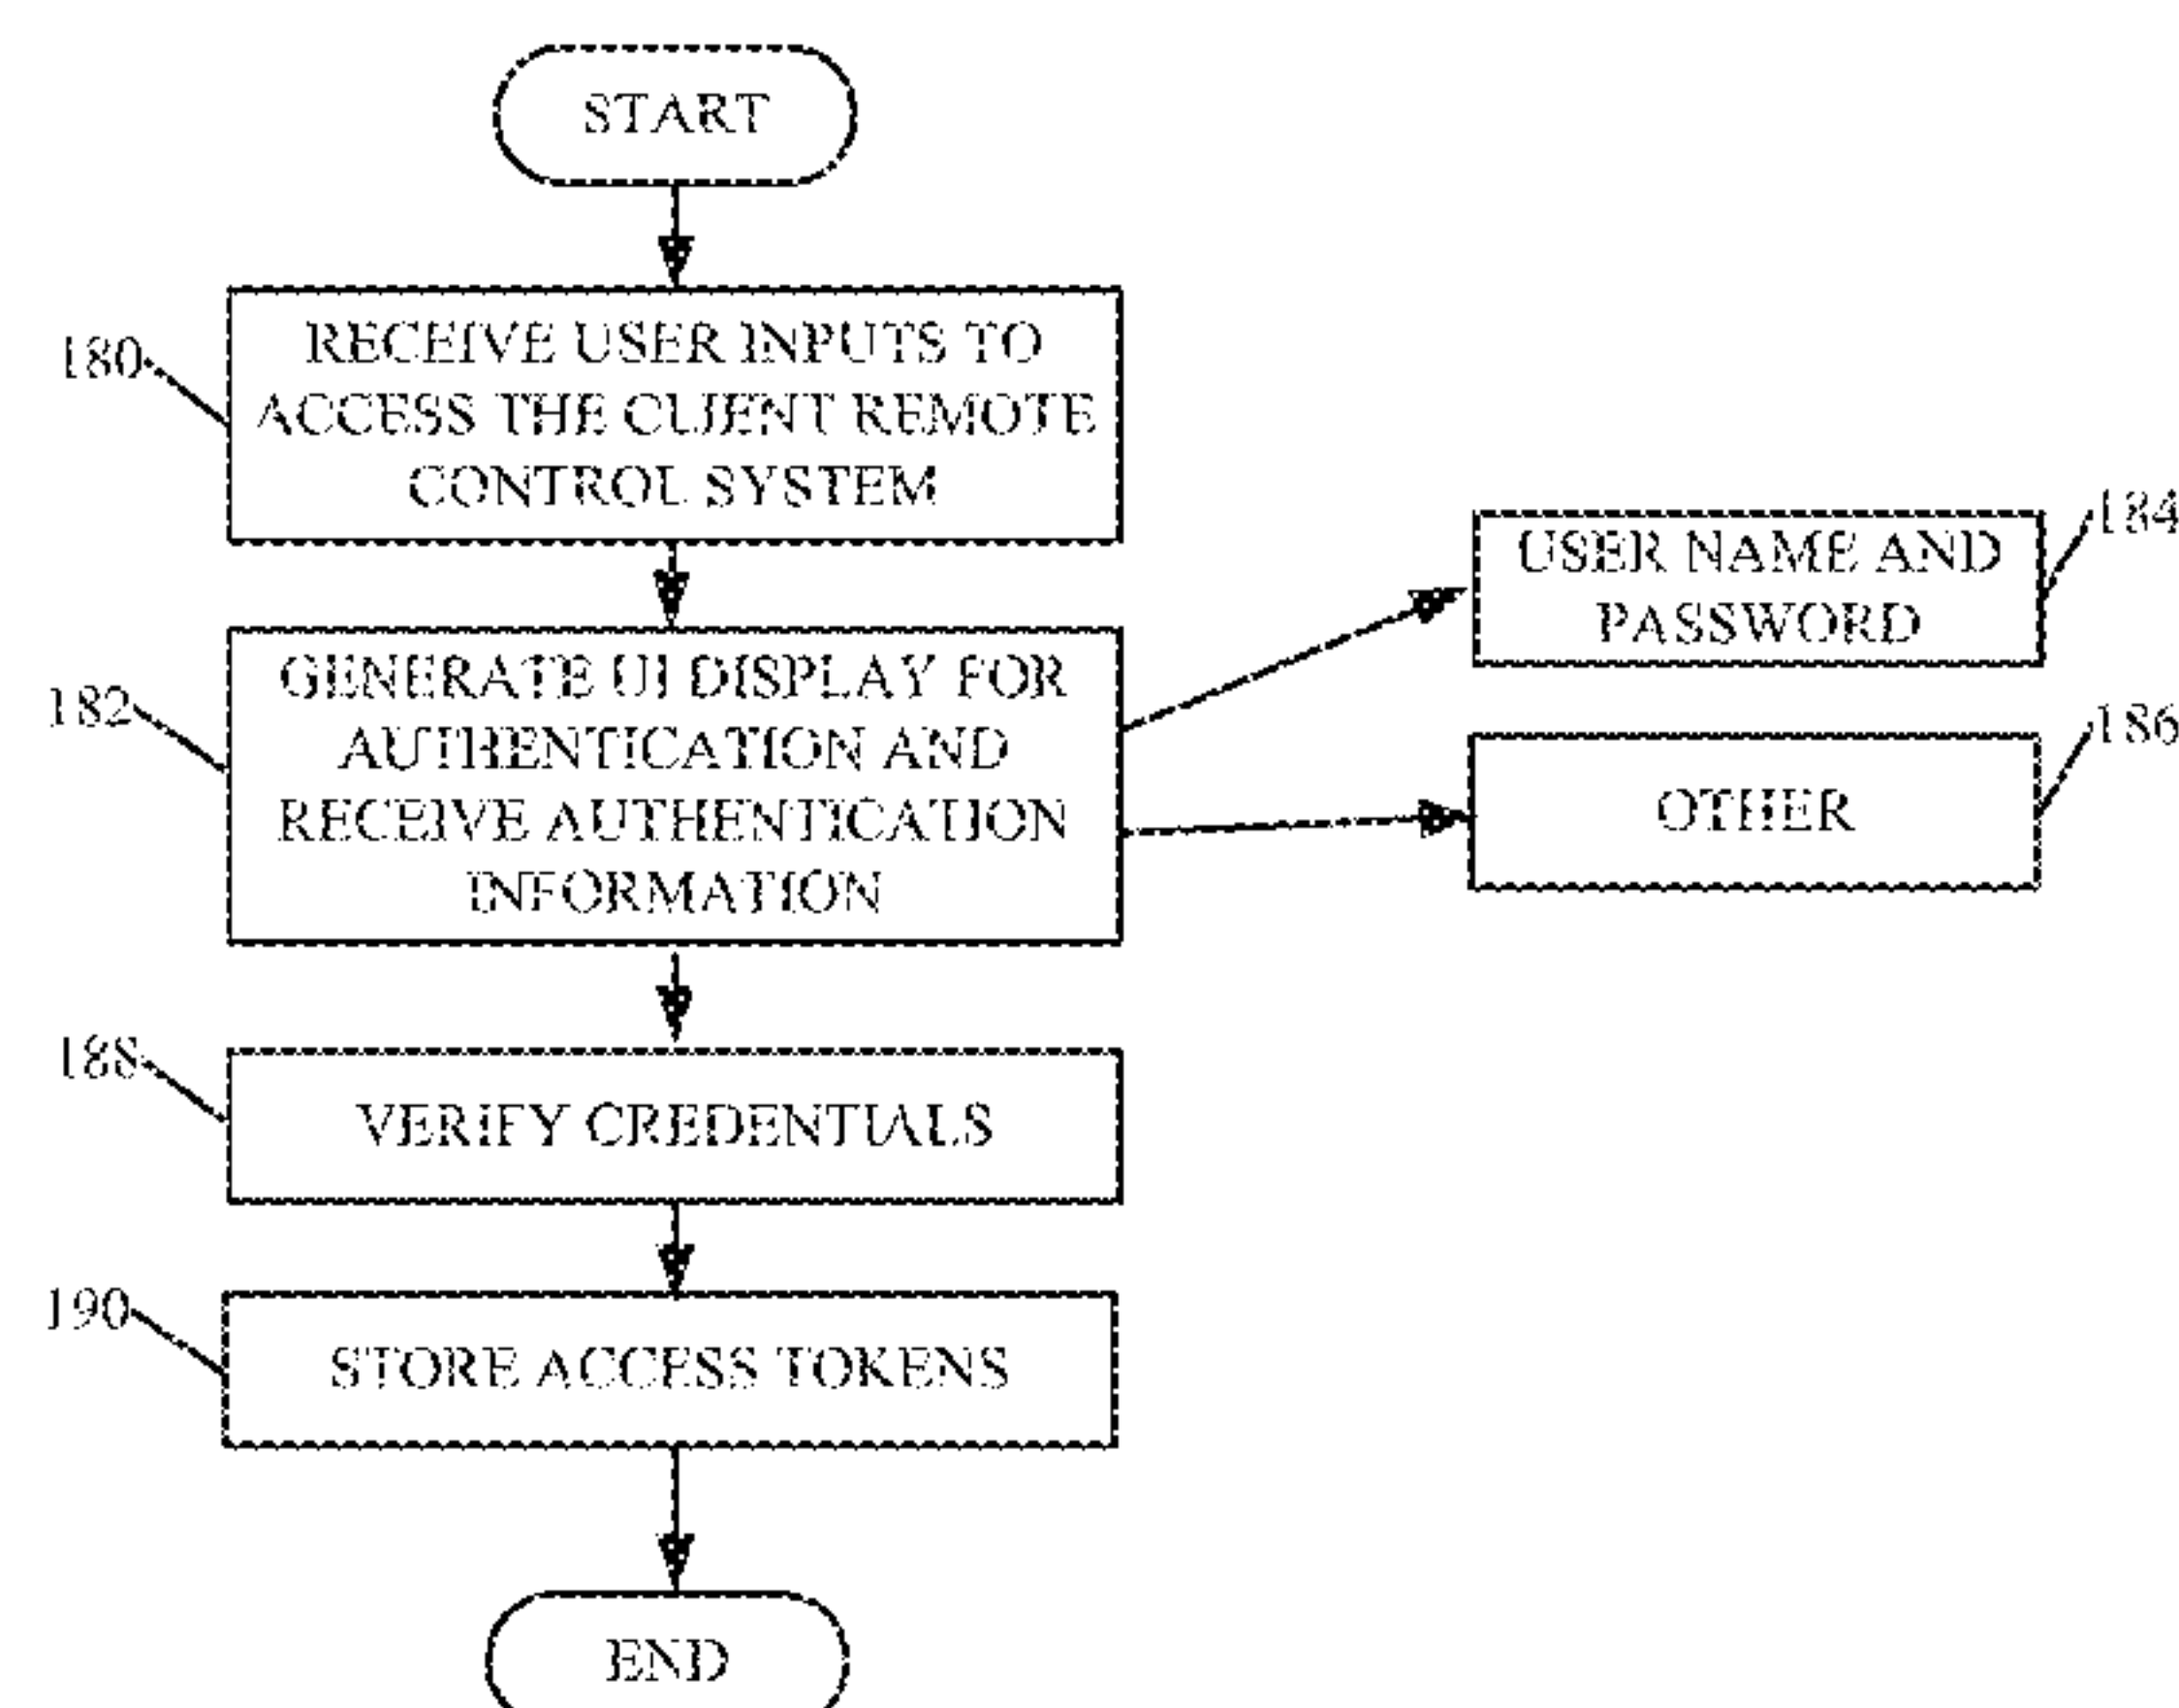 START
180
RECEIVE USER INPUTS TO
ACCESS THE CLIENT REMOTE
CONTROL SYSTEM
182
GENERATE UI DISPLAY FOR
AUTHENTICATION AND
RECEIVE AUTHENTICATION
INFORMATION
184
USER NAME AND
PASSWORD
186
OTHER
188
VERIFY CREDENTIALS
190
STORE ACCESS TOKENS
END